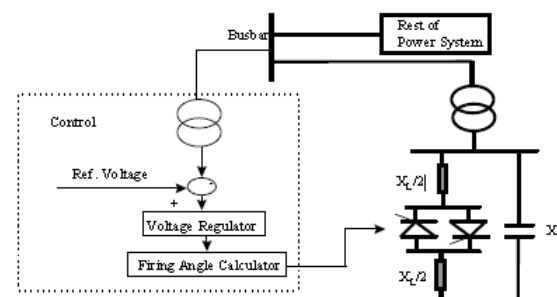 Busbar
Rest of
Power System
Control
Ref. Voltage
+
-
Voltage Regulator
Firing Angle Calculator
X_L/2
X_L/2
X